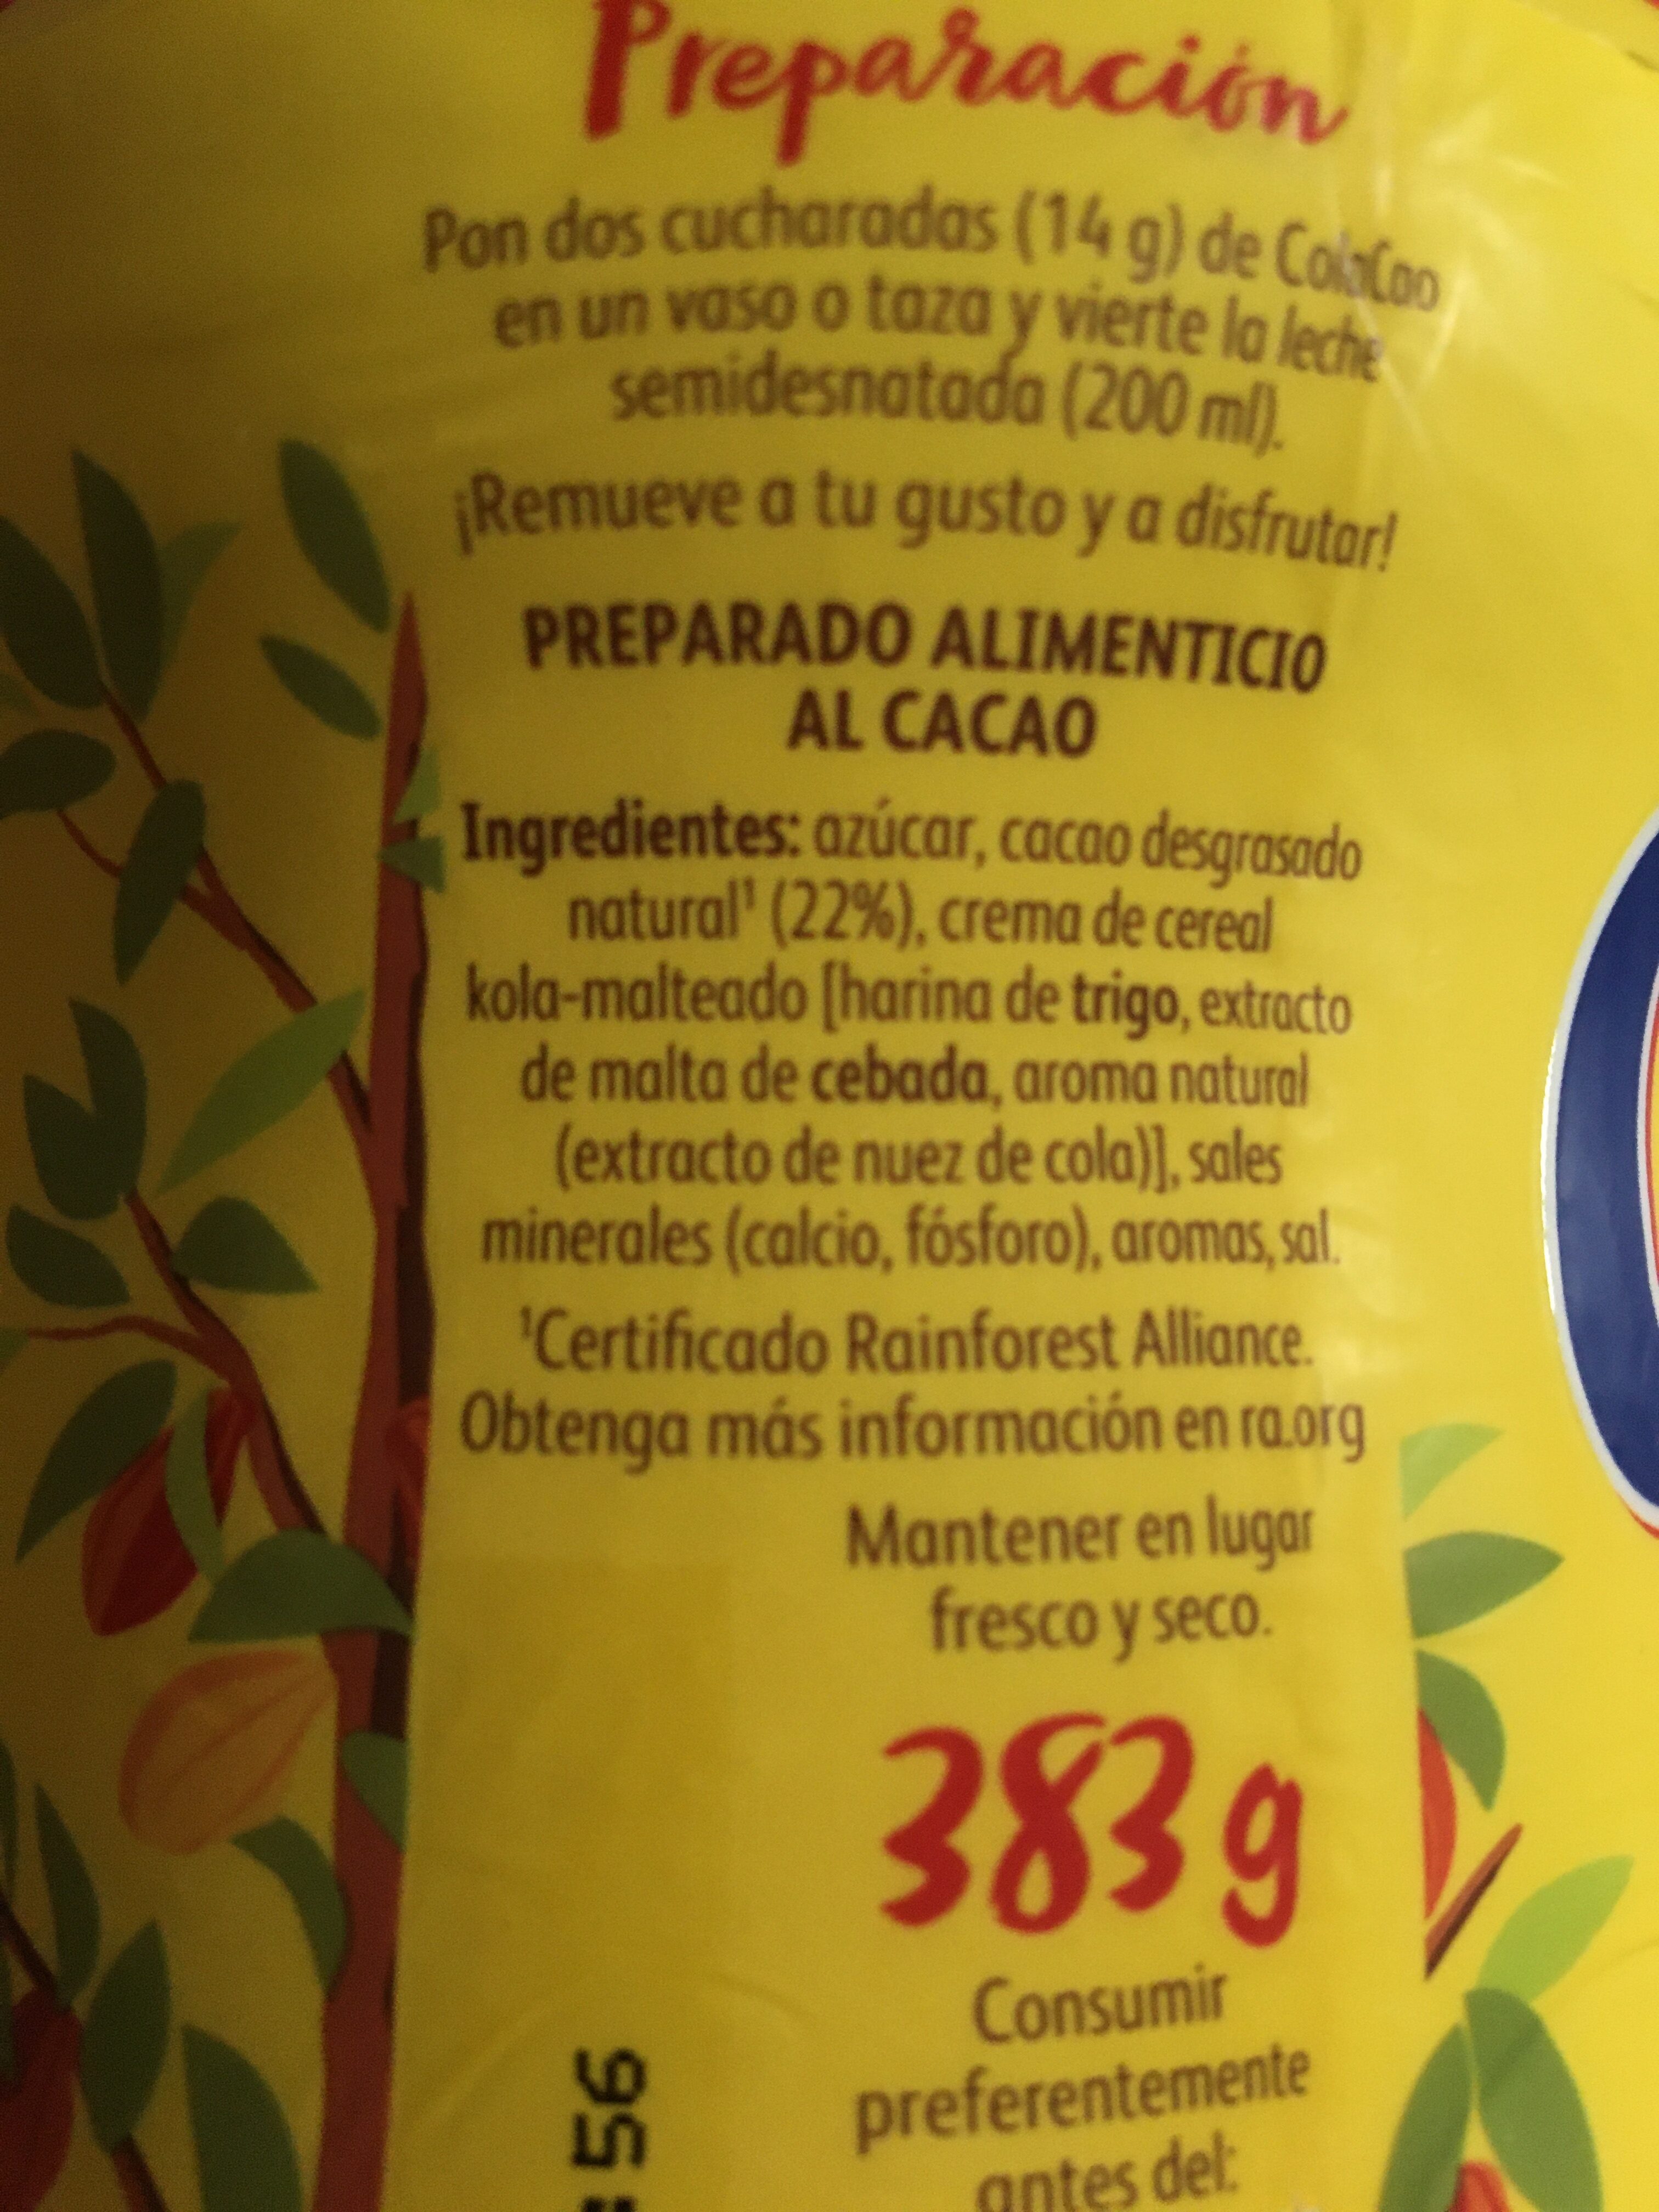 Preparación
Pon dos cucharadas (14 g) de ColaCao
en un vaso o taza y vierte la leche
semidesnatada (200 ml).
¡Remueve a tu gusto y a disfrutar!
PREPARADO ALIMENTICIO
AL CACAO
Ingredientes: azúcar, cacao desgrasado
natural¹ (22%), crema de cereal
kola-malteado [harina de trigo, extracto
de malta de cebada, aroma natural
(extracto de nuez de cola)], sales
minerales (calcio, fósforo), aromas, sal.
¹Certificado Rainforest Alliance.
Obtenga más información en ra.org
Mantener en lugar
fresco y seco.
383 g
Consumir
preferentemente
antes del:
:56